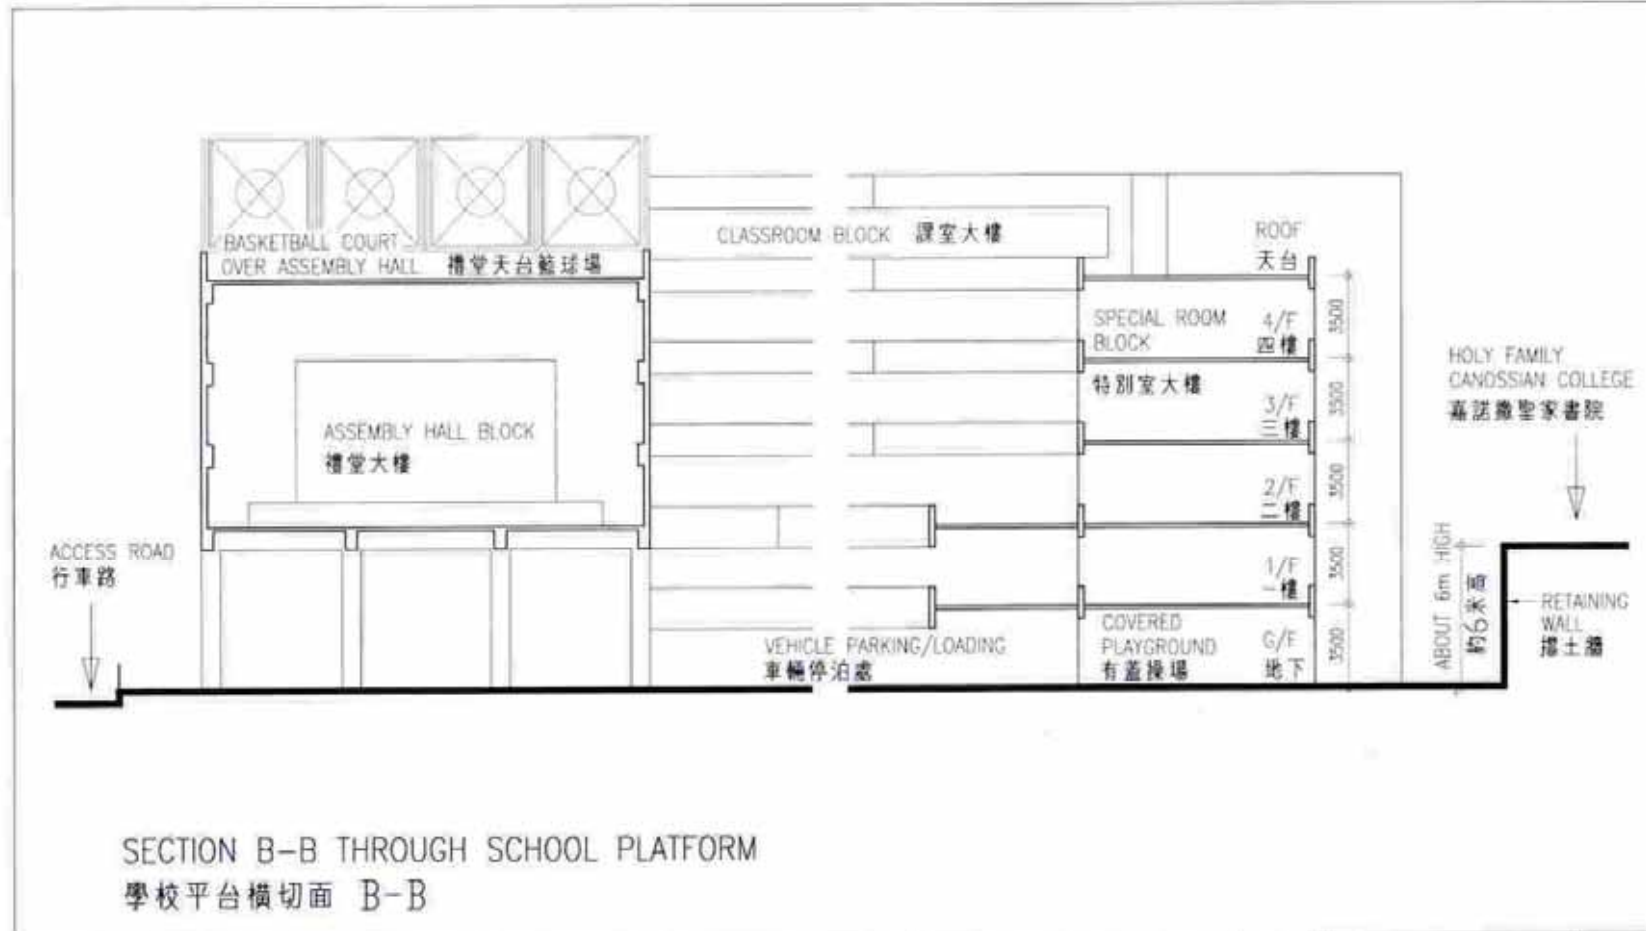 BASKETBALL COURT
OVER ASSEMBLY HALL 禮堂天台籃球場
CLASSROOM BLOCK 課室大樓
ROOF
天台
SPECIAL ROOM
BLOCK
特別室大樓
4/F
四樓
3500
HOLY FAMILY
CANOSSIAN COLLEGE
嘉諾撒聖家書院
3/F
三樓
3500
ASSEMBLY HALL BLOCK
禮堂大樓
2/F
二樓
3500
ACCESS ROAD
行車路
1/F
一樓
3500
ABOUT 6m HIGH
約6米高
RETAINING
WALL
擋土牆
VEHICLE PARKING/LOADING
車輛停泊處
COVERED
PLAYGROUND
有蓋操場
G/F
地下
3500
SECTION B-B THROUGH SCHOOL PLATFORM
學校平台橫切面 B-B